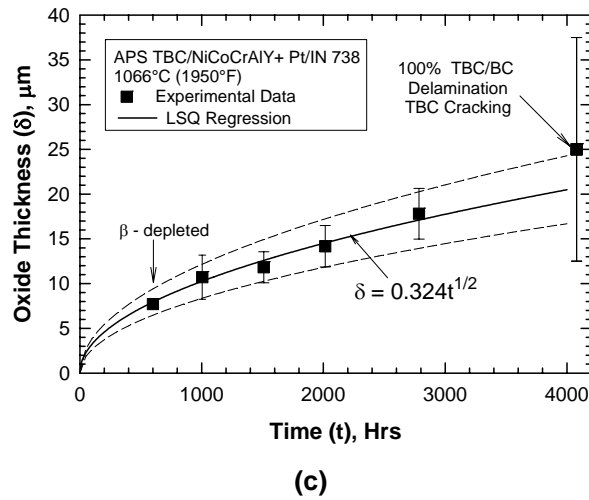 40
35
30
25
20
15
10
5
0
Oxide Thickness (δ), μm
APS TBC/NiCoCrAlY+ Pt/IN 738
1066°C (1950°F)
Experimental Data
LSQ Regression
100% TBC/BC
Delamination
TBC Cracking
β - depleted
δ = 0.324t^1/2
0 1000 2000 3000 4000
Time (t), Hrs
(c)